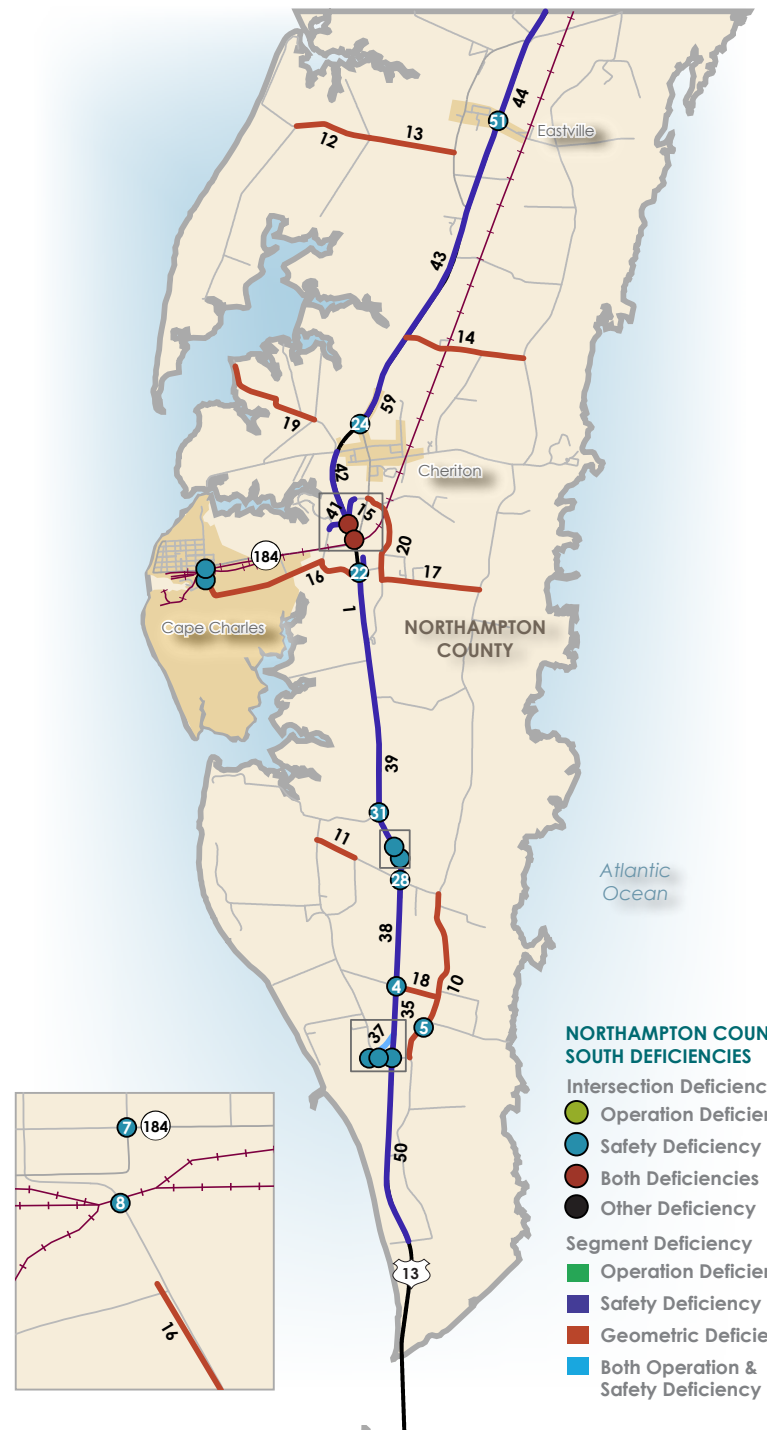 44
51
Eastville
12
13
43
14
59
19
24
42
Cheriton
41
15
20
184
16
22
17
1
Cape Charles
NORTHAMPTON
COUNTY
39
31
11
28
Atlantic
Ocean
38
4
18
10
35
5
37
50
13
7
184
8
16
NORTHAMPTON COUN
SOUTH DEFICIENCIES
Intersection Deficienc
Operation Deficie
Safety Deficiency
Both Deficiencies
Other Deficiency
Segment Deficiency
Operation Deficie
Safety Deficiency
Geometric Deficie
Both Operation &
Safety Deficiency